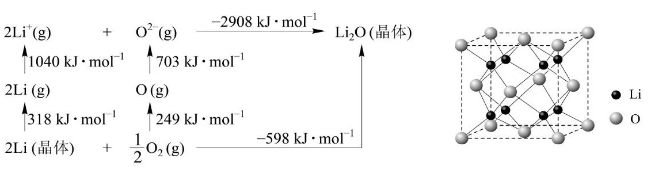 2Li⁺(g) + O²⁻(g) −2908 kJ·mol⁻¹ Li₂O(晶体)
1040 kJ·mol⁻¹ 703 kJ·mol⁻¹
2Li (g) O(g)
318 kJ·mol⁻¹ 249 kJ·mol⁻¹
2Li (晶体) + 1/2 O₂(g) −598 kJ·mol⁻¹
Li
O